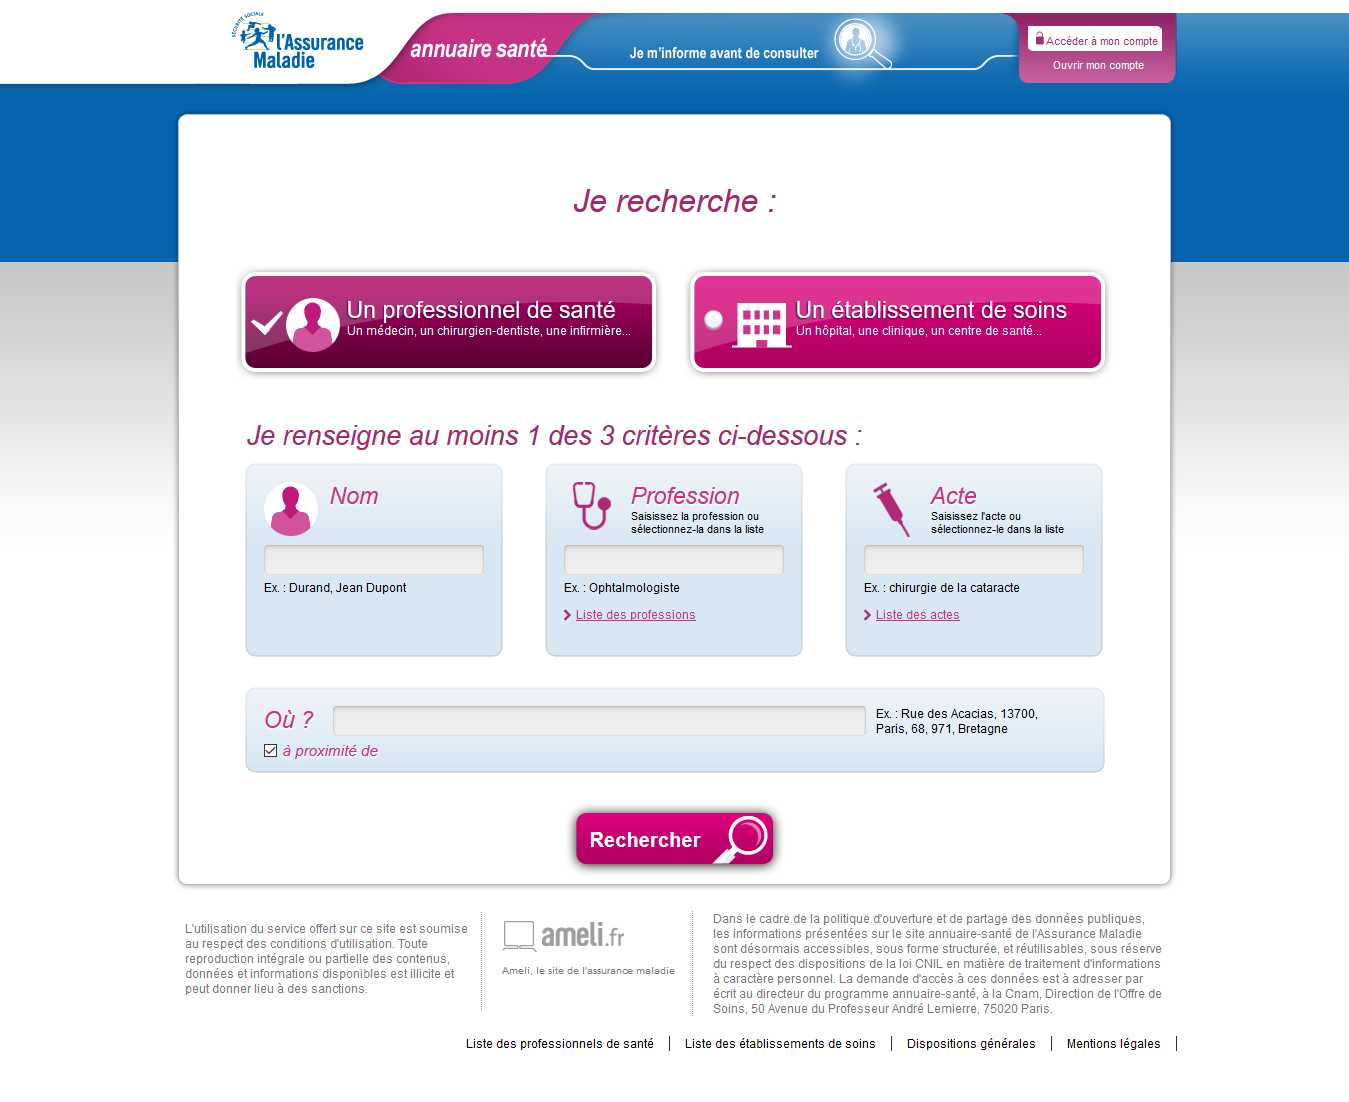 SÉCURITÉ SOCIALE
l'Assurance
Maladie
annuaire santé
Je m'informe avant de consulter
Accéder à mon compte
Ouvrir mon compte
Je recherche :
Un professionnel de santé
Un médecin, un chirurgien-dentiste, une infirmière...
Un établissement de soins
Un hôpital, une clinique, un centre de santé...
Je renseigne au moins 1 des 3 critères ci-dessous :
Nom
Ex. : Durand, Jean Dupont
Profession
Saisissez la profession ou
sélectionnez-la dans la liste
Ex. : Ophtalmologiste
Liste des professions
Acte
Saisissez l'acte ou
sélectionnez-le dans la liste
Ex. : chirurgie de la cataracte
Liste des actes
Où ?
Ex. : Rue des Acacias, 13700,
Paris, 68, 971, Bretagne
à proximité de
Rechercher
L'utilisation du service offert sur ce site est soumise
au respect des conditions d'utilisation. Toute
reproduction intégrale ou partielle des contenus,
données et informations disponibles est illicite et
peut donner lieu à des sanctions.
ameli.fr
Ameli, le site de l'assurance maladie
Dans le cadre de la politique d'ouverture et de partage des données publiques,
les informations présentées sur le site annuaire-santé de l'Assurance Maladie
sont désormais accessibles, sous forme structurée, et réutilisables, sous réserve
du respect des dispositions de la loi CNIL en matière de traitement d'informations
à caractère personnel. La demande d'accès à ces données est à adresser par
écrit au directeur du programme annuaire-santé, à la Cnam, Direction de l'Offre de
Soins, 50 Avenue du Professeur André Lemierre, 75020 Paris.
Liste des professionnels de santé
Liste des établissements de soins
Dispositions générales
Mentions légales